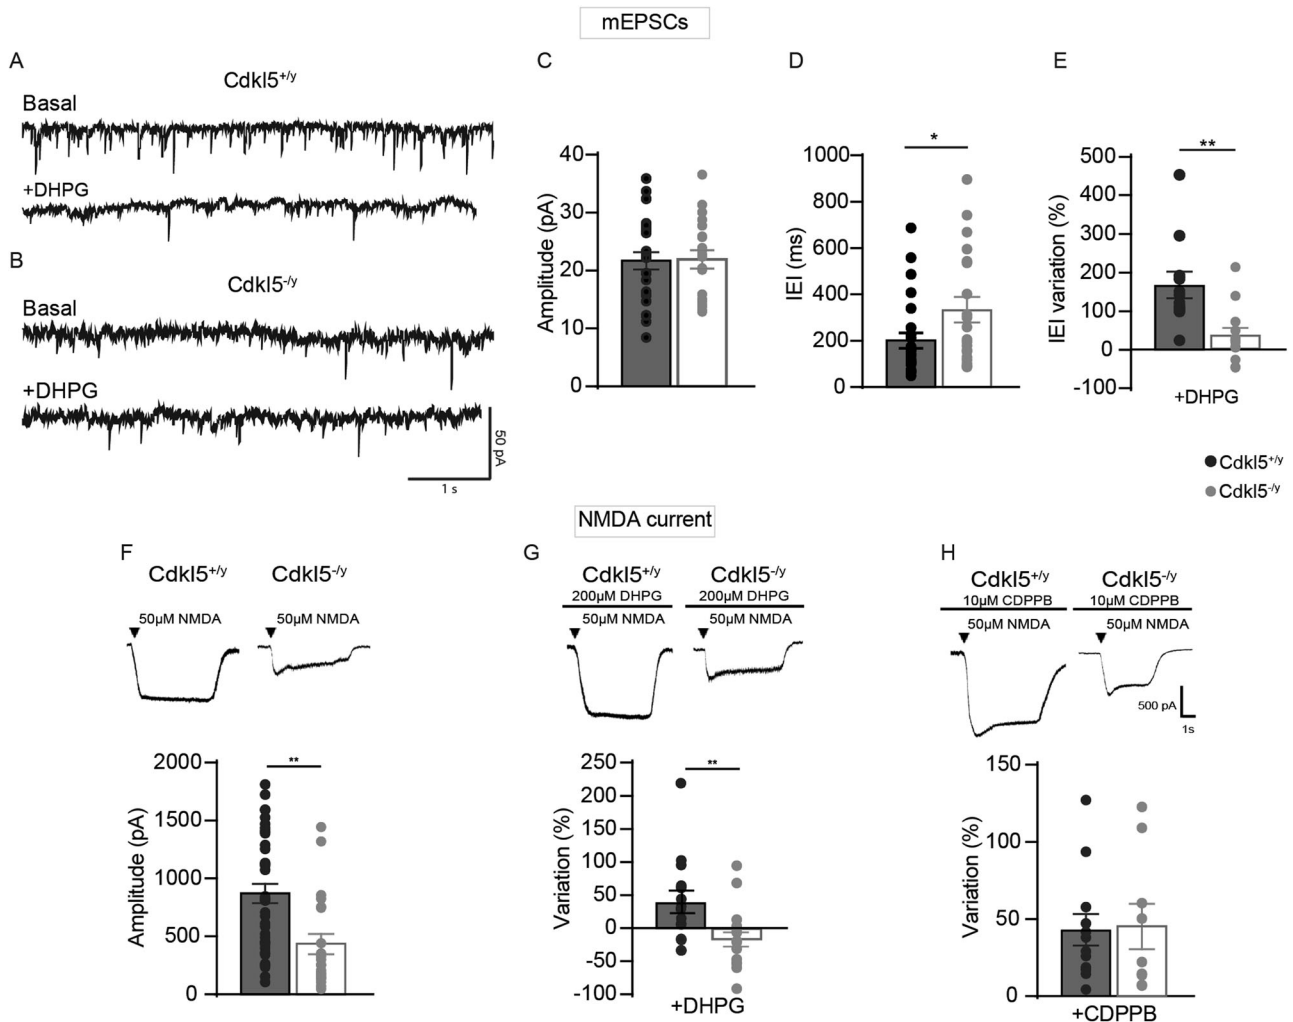 mEPSCs
A
Cdkl5+/y
Basal
+DHPG
B
Cdkl5-/y
Basal
+DHPG
50 pA
1 s
C
Amplitude (pA)
40
30
20
10
0
D
IEI (ms)
1000
800
600
400
200
0
*
E
IEI variation (%)
500
400
300
200
100
0
-100
**
+DHPG
Cdkl5+/y
Cdkl5-/y
NMDA current
F
Cdkl5+/y
Cdkl5-/y
50µM NMDA
50µM NMDA
Amplitude (pA)
2000
1500
1000
500
0
**
G
Cdkl5+/y
Cdkl5-/y
200µM DHPG
200µM DHPG
50µM NMDA
50µM NMDA
Variation (%)
250
200
150
100
50
0
-50
-100
**
+DHPG
H
Cdkl5+/y
Cdkl5-/y
10µM CDPPB
10µM CDPPB
50µM NMDA
50µM NMDA
500 pA
1s
Variation (%)
150
100
50
0
+CDPPB